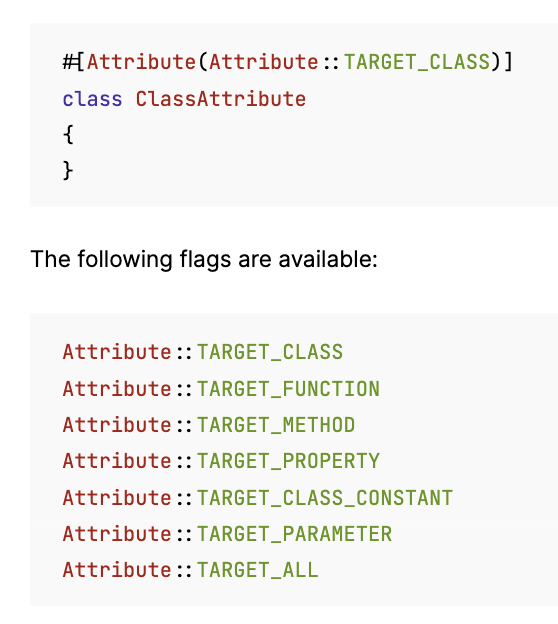 #[Attribute(Attribute::TARGET_CLASS)]
class ClassAttribute
{
}
The following flags are available:
Attribute::TARGET_CLASS
Attribute::TARGET_FUNCTION
Attribute::TARGET_METHOD
Attribute::TARGET_PROPERTY
Attribute::TARGET_CLASS_CONSTANT
Attribute::TARGET_PARAMETER
Attribute::TARGET_ALL